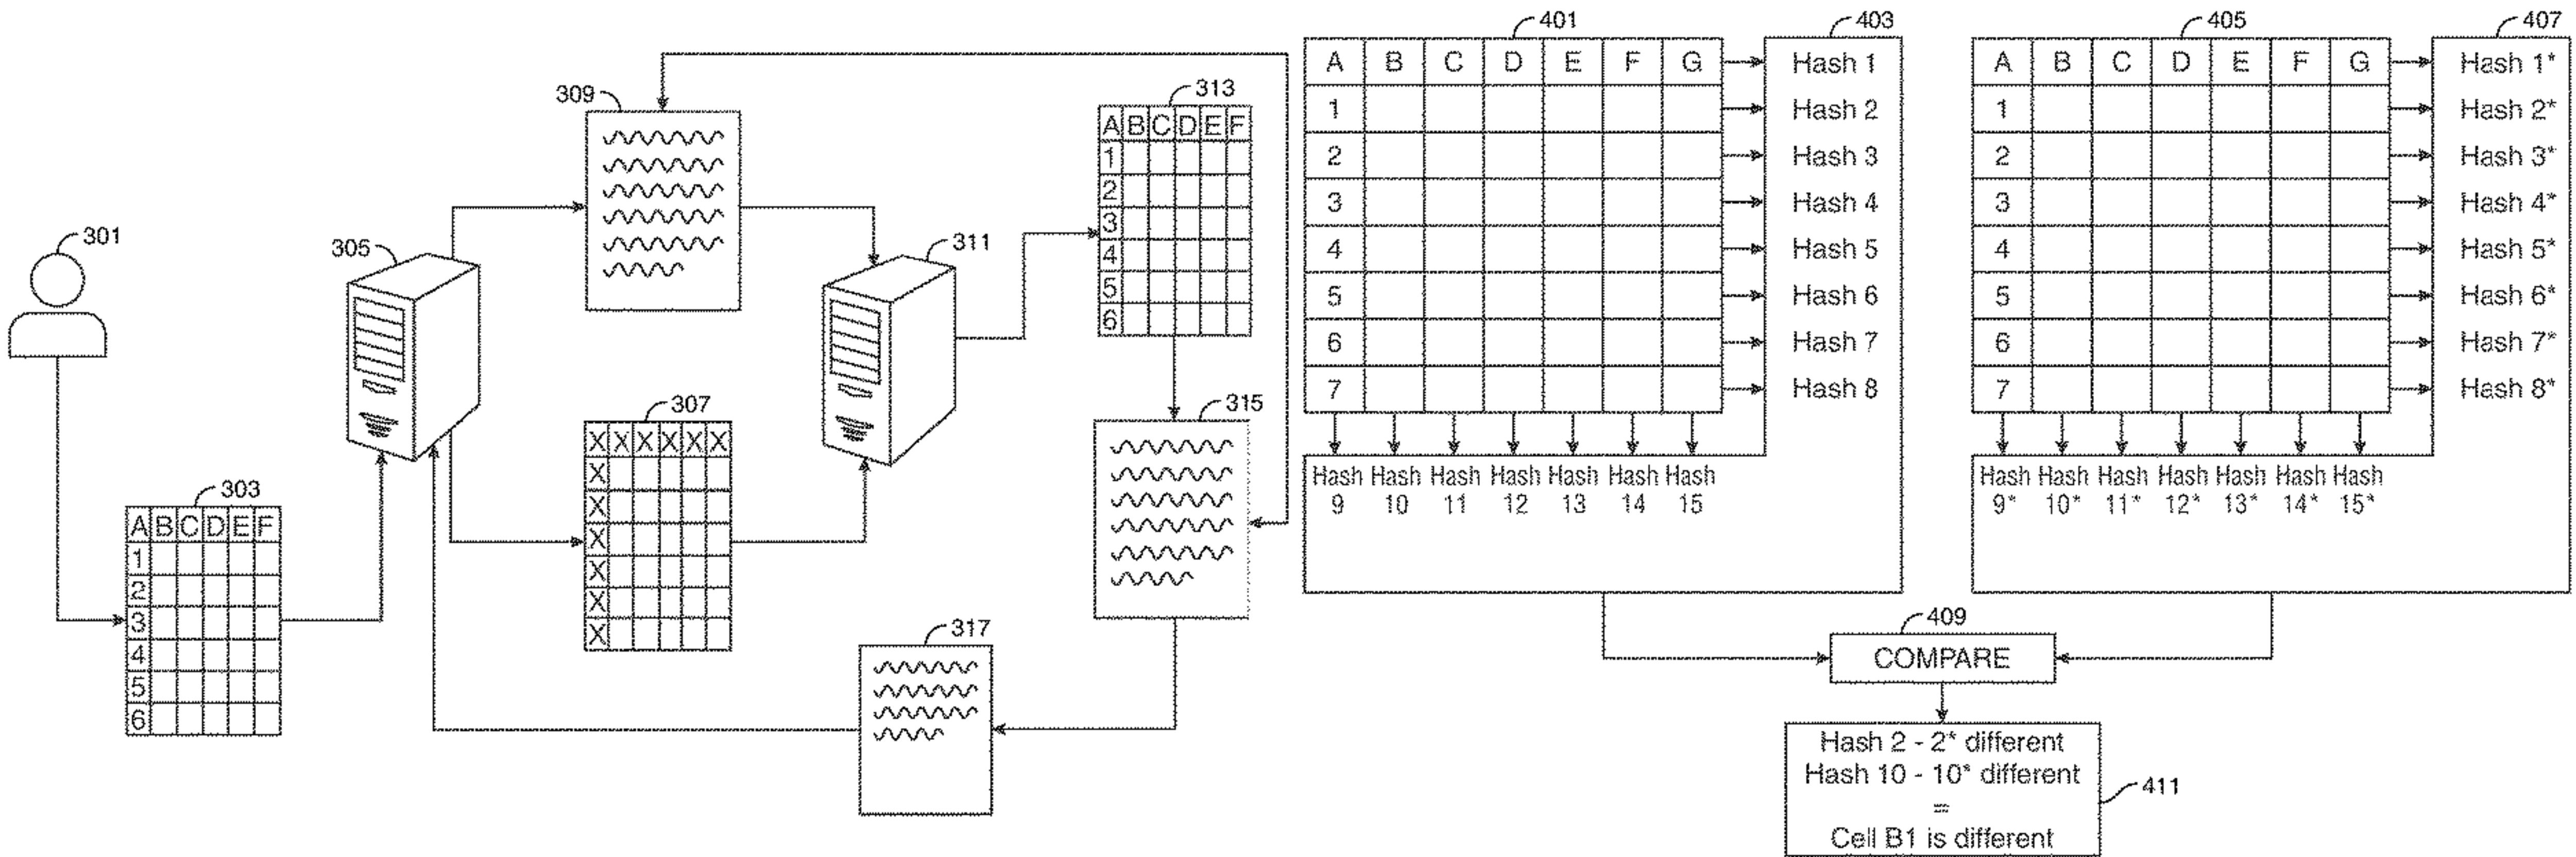 301
303
A B C D E F
1
2
3
4
5
6
305
309
307
X X X X X X
X
X
X
X
X
X
311
313
A B C D E F
1
2
3
4
5
6
315
317
401
403
A B C D E F G Hash 1
1 Hash 2
2 Hash 3
3 Hash 4
4 Hash 5
5 Hash 6
6 Hash 7
7 Hash 8
Hash Hash Hash Hash Hash Hash Hash
9 10 11 12 13 14 15
405
407
A B C D E F G Hash 1*
1 Hash 2*
2 Hash 3*
3 Hash 4*
4 Hash 5*
5 Hash 6*
6 Hash 7*
7 Hash 8*
Hash Hash Hash Hash Hash Hash Hash
9* 10* 11* 12* 13* 14* 15*
409
COMPARE
Hash 2 - 2* different
Hash 10 - 10* different
=
Cell B1 is different
411